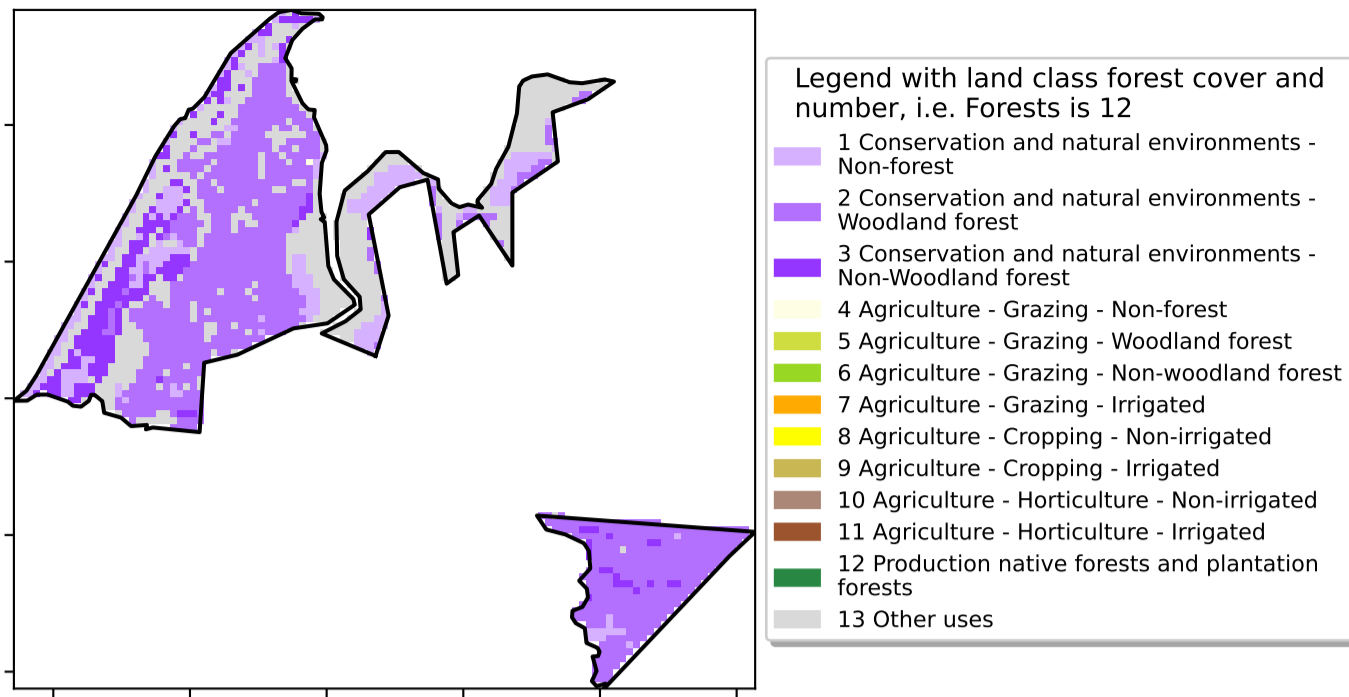 Legend with land class forest cover and
number, i.e. Forests is 12
1 Conservation and natural environments -
Non-forest
2 Conservation and natural environments -
Woodland forest
3 Conservation and natural environments -
Non-Woodland forest
4 Agriculture - Grazing - Non-forest
5 Agriculture - Grazing - Woodland forest
6 Agriculture - Grazing - Non-woodland forest
7 Agriculture - Grazing - Irrigated
8 Agriculture - Cropping - Non-irrigated
9 Agriculture - Cropping - Irrigated
10 Agriculture - Horticulture - Non-irrigated
11 Agriculture - Horticulture - Irrigated
12 Production native forests and plantation
forests
13 Other uses